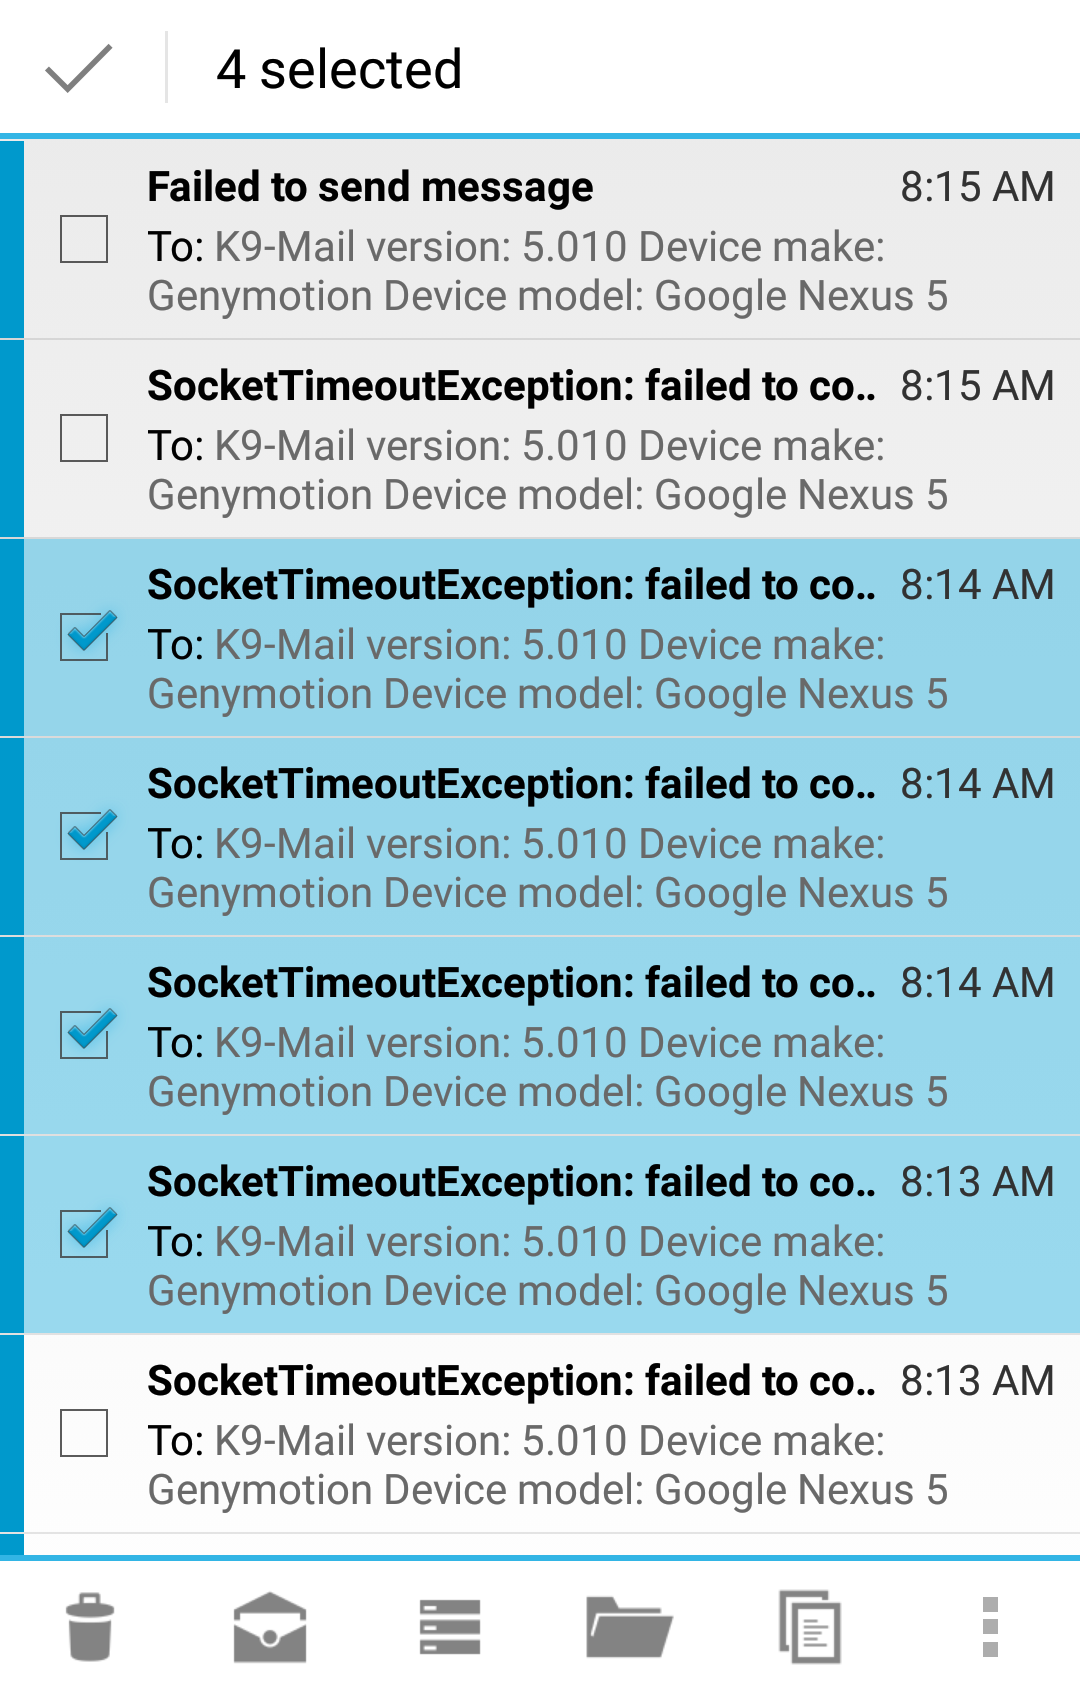 4 selected
Failed to send message 8:15 AM
To: K9-Mail version: 5.010 Device make:
Genymotion Device model: Google Nexus 5
SocketTimeoutException: failed to co.. 8:15 AM
To: K9-Mail version: 5.010 Device make:
Genymotion Device model: Google Nexus 5
SocketTimeoutException: failed to co.. 8:14 AM
To: K9-Mail version: 5.010 Device make:
Genymotion Device model: Google Nexus 5
SocketTimeoutException: failed to co.. 8:14 AM
To: K9-Mail version: 5.010 Device make:
Genymotion Device model: Google Nexus 5
SocketTimeoutException: failed to co.. 8:14 AM
To: K9-Mail version: 5.010 Device make:
Genymotion Device model: Google Nexus 5
SocketTimeoutException: failed to co.. 8:13 AM
To: K9-Mail version: 5.010 Device make:
Genymotion Device model: Google Nexus 5
SocketTimeoutException: failed to co.. 8:13 AM
To: K9-Mail version: 5.010 Device make:
Genymotion Device model: Google Nexus 5